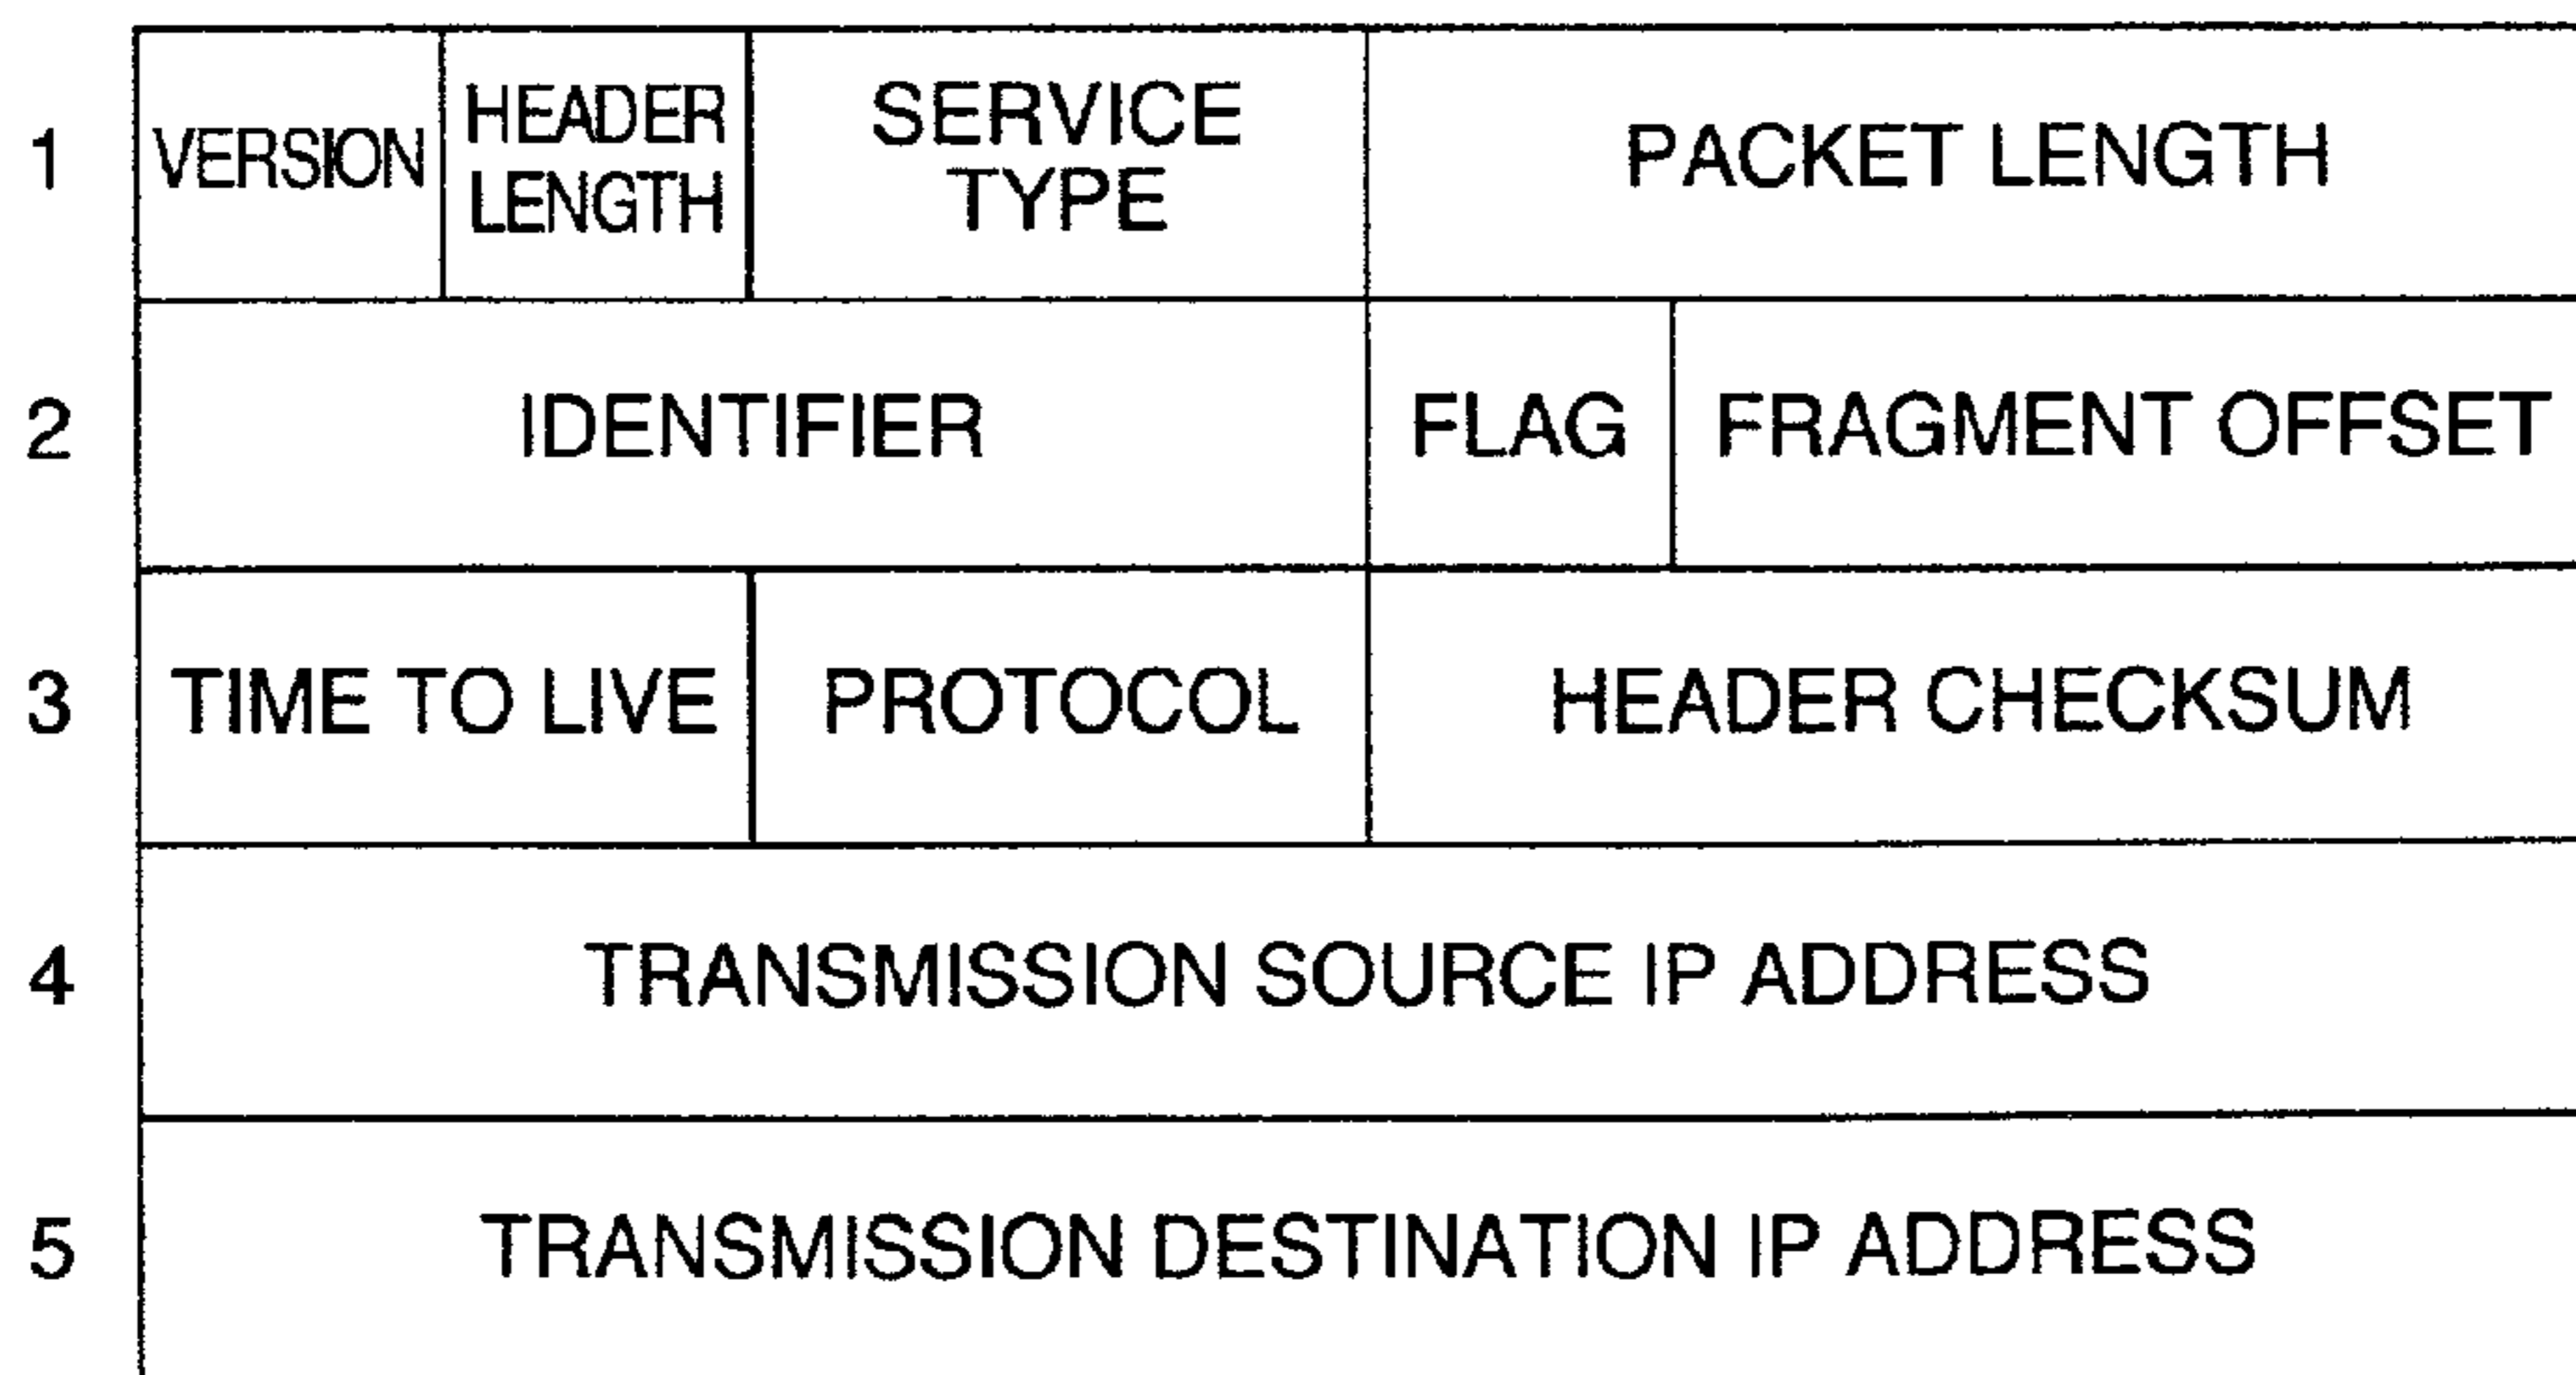 1 VERSION HEADER LENGTH SERVICE TYPE PACKET LENGTH
2 IDENTIFIER FLAG FRAGMENT OFFSET
3 TIME TO LIVE PROTOCOL HEADER CHECKSUM
4 TRANSMISSION SOURCE IP ADDRESS
5 TRANSMISSION DESTINATION IP ADDRESS